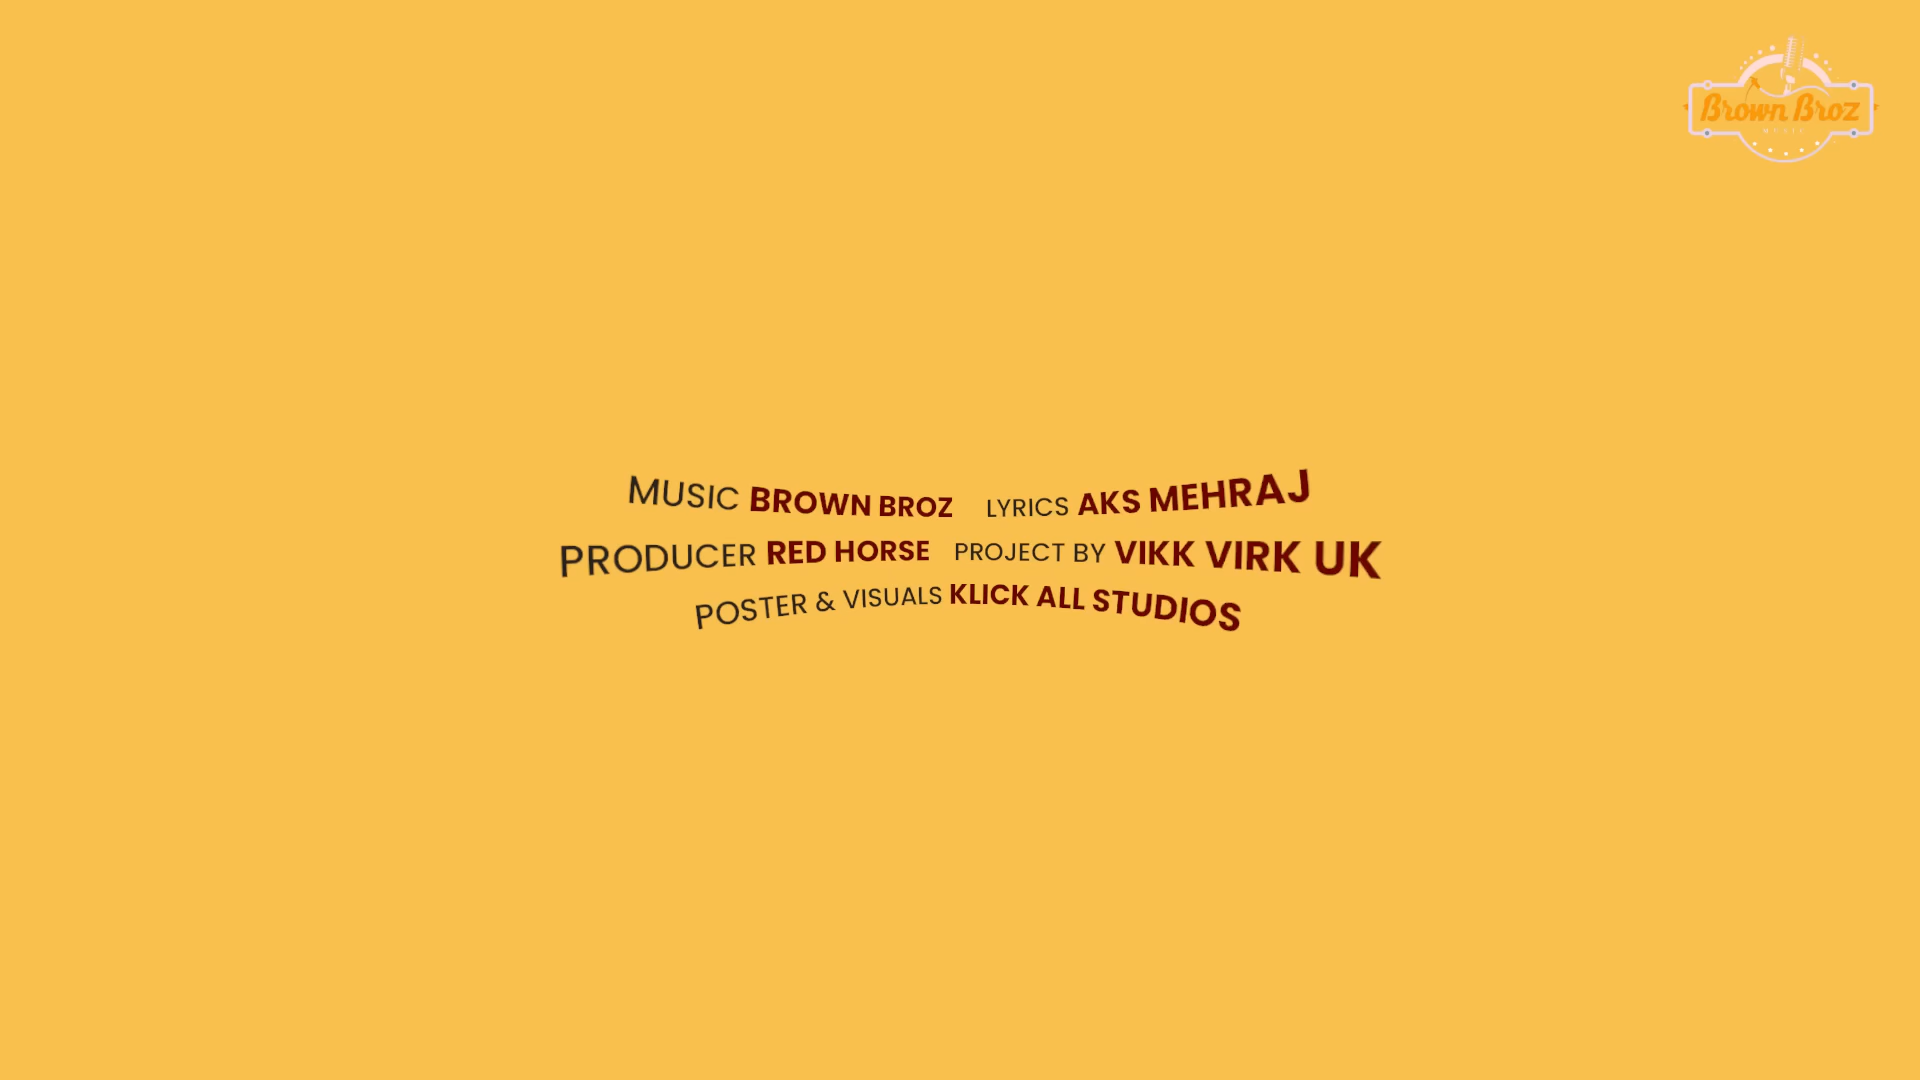 Brown Broz
MUSIC
MUSIC BROWN BROZ LYRICS AKS MEHRAJ
PRODUCER RED HORSE PROJECT BY VIKK VIRK UK
POSTER & VISUALS KLICK ALL STUDIOS